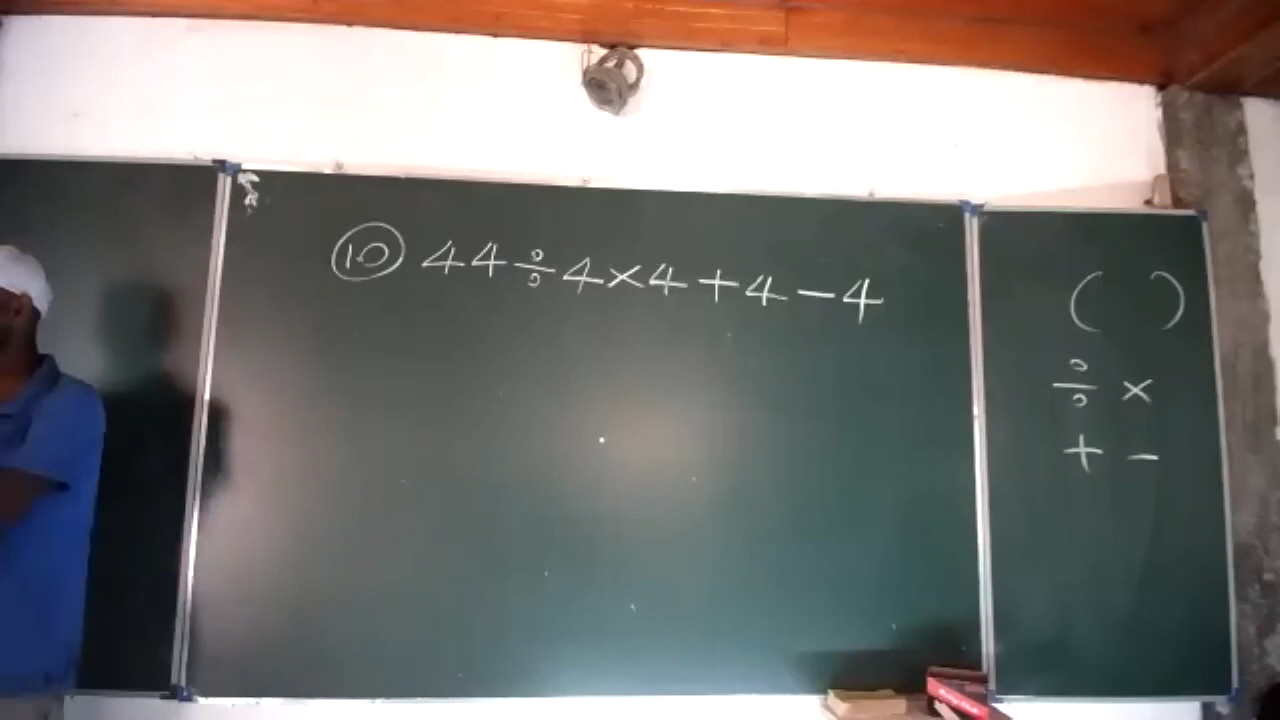 ⑩ 44÷4×4+4-4
( )
÷ ×
+ -